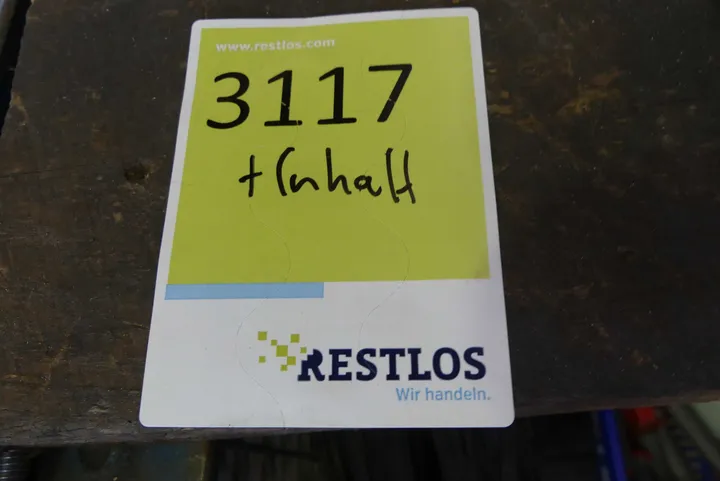 www.restlos.com
3117
+ Inhalt
RESTLOS
Wir handeln.